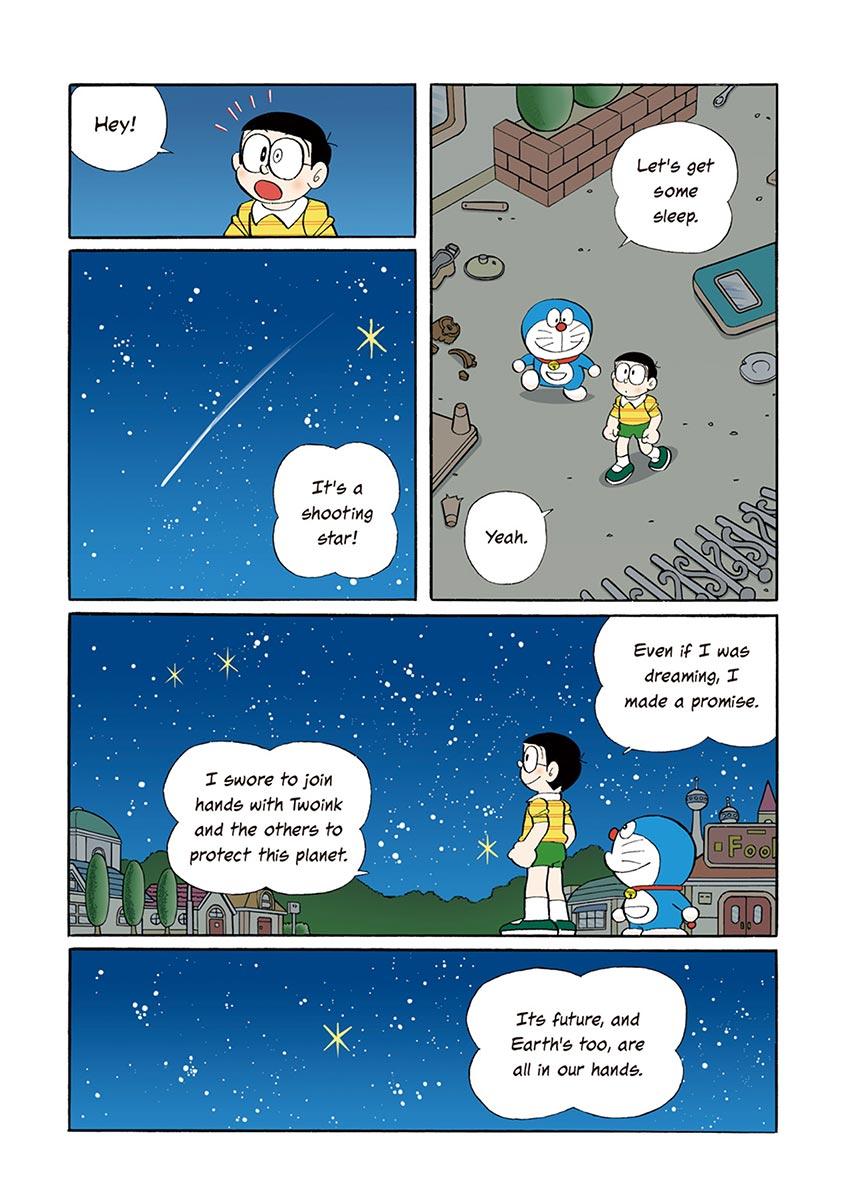 Let's get
some
sleep.
Yeah.
Hey!
It's a
shooting
star!
Even if I was
dreaming, I
made a promise.
I swore to join
hands with Twoink
and the others to
protect this planet.
Its future, and
Earth's too, are
all in our hands.